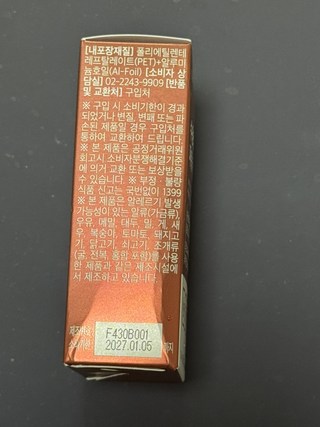 [내포장재질] 폴리에틸렌테
레프탈레이트(PET)+알루미
늄호일(Al-Foil) [소비자 상
담실] 02-2243-9909 [반품
및 교환처] 구입처
※ 구입 시 소비기한이 경과
되었거나 변질, 변패 또는 파
손된 제품일 경우 구입처를
통하여 교환하여 드립니다.
※ 본 제품은 공정거래위원
회고시 소비자분쟁해결기준
에 의거 교환 또는 보상받을
수 있습니다. ※ 부정·불량
식품 신고는 국번없이 1399
※ 본 제품은 알레르기 발생
가능성이 있는 알류(가금류),
우유, 메밀, 대두, 밀, 게, 새
우, 복숭아, 토마토, 돼지고
기, 닭고기, 쇠고기, 조개류
(굴, 전복, 홍합 포함)를 사용
한 제품과 같은 제조시설에
서 제조하고 있습니다.
F430B001
2027.01.05 까지